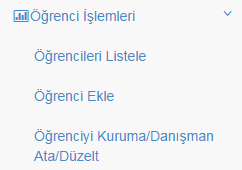 Öğrenci İşlemleri
Öğrencileri Listele
Öğrenci Ekle
Öğrenciyi Kuruma/Danışman
Ata/Düzelt